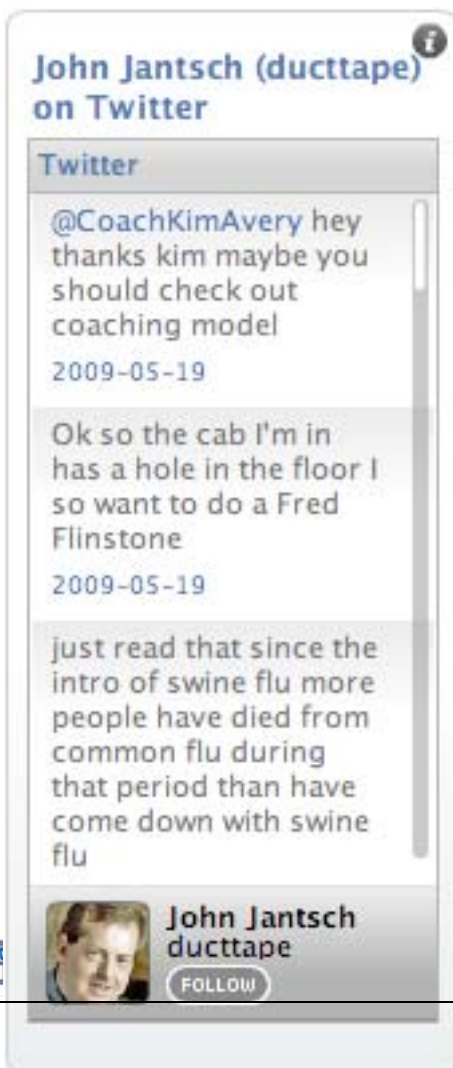 John Jantsch (ducttape)
on Twitter
Twitter
@CoachKimAvery hey
thanks kim maybe you
should check out
coaching model
2009-05-19
Ok so the cab I'm in
has a hole in the floor I
so want to do a Fred
Flinstone
2009-05-19
just read that since the
intro of swine flu more
people have died from
common flu during
that period than have
come down with swine
flu
John Jantsch
ducttape
FOLLOW